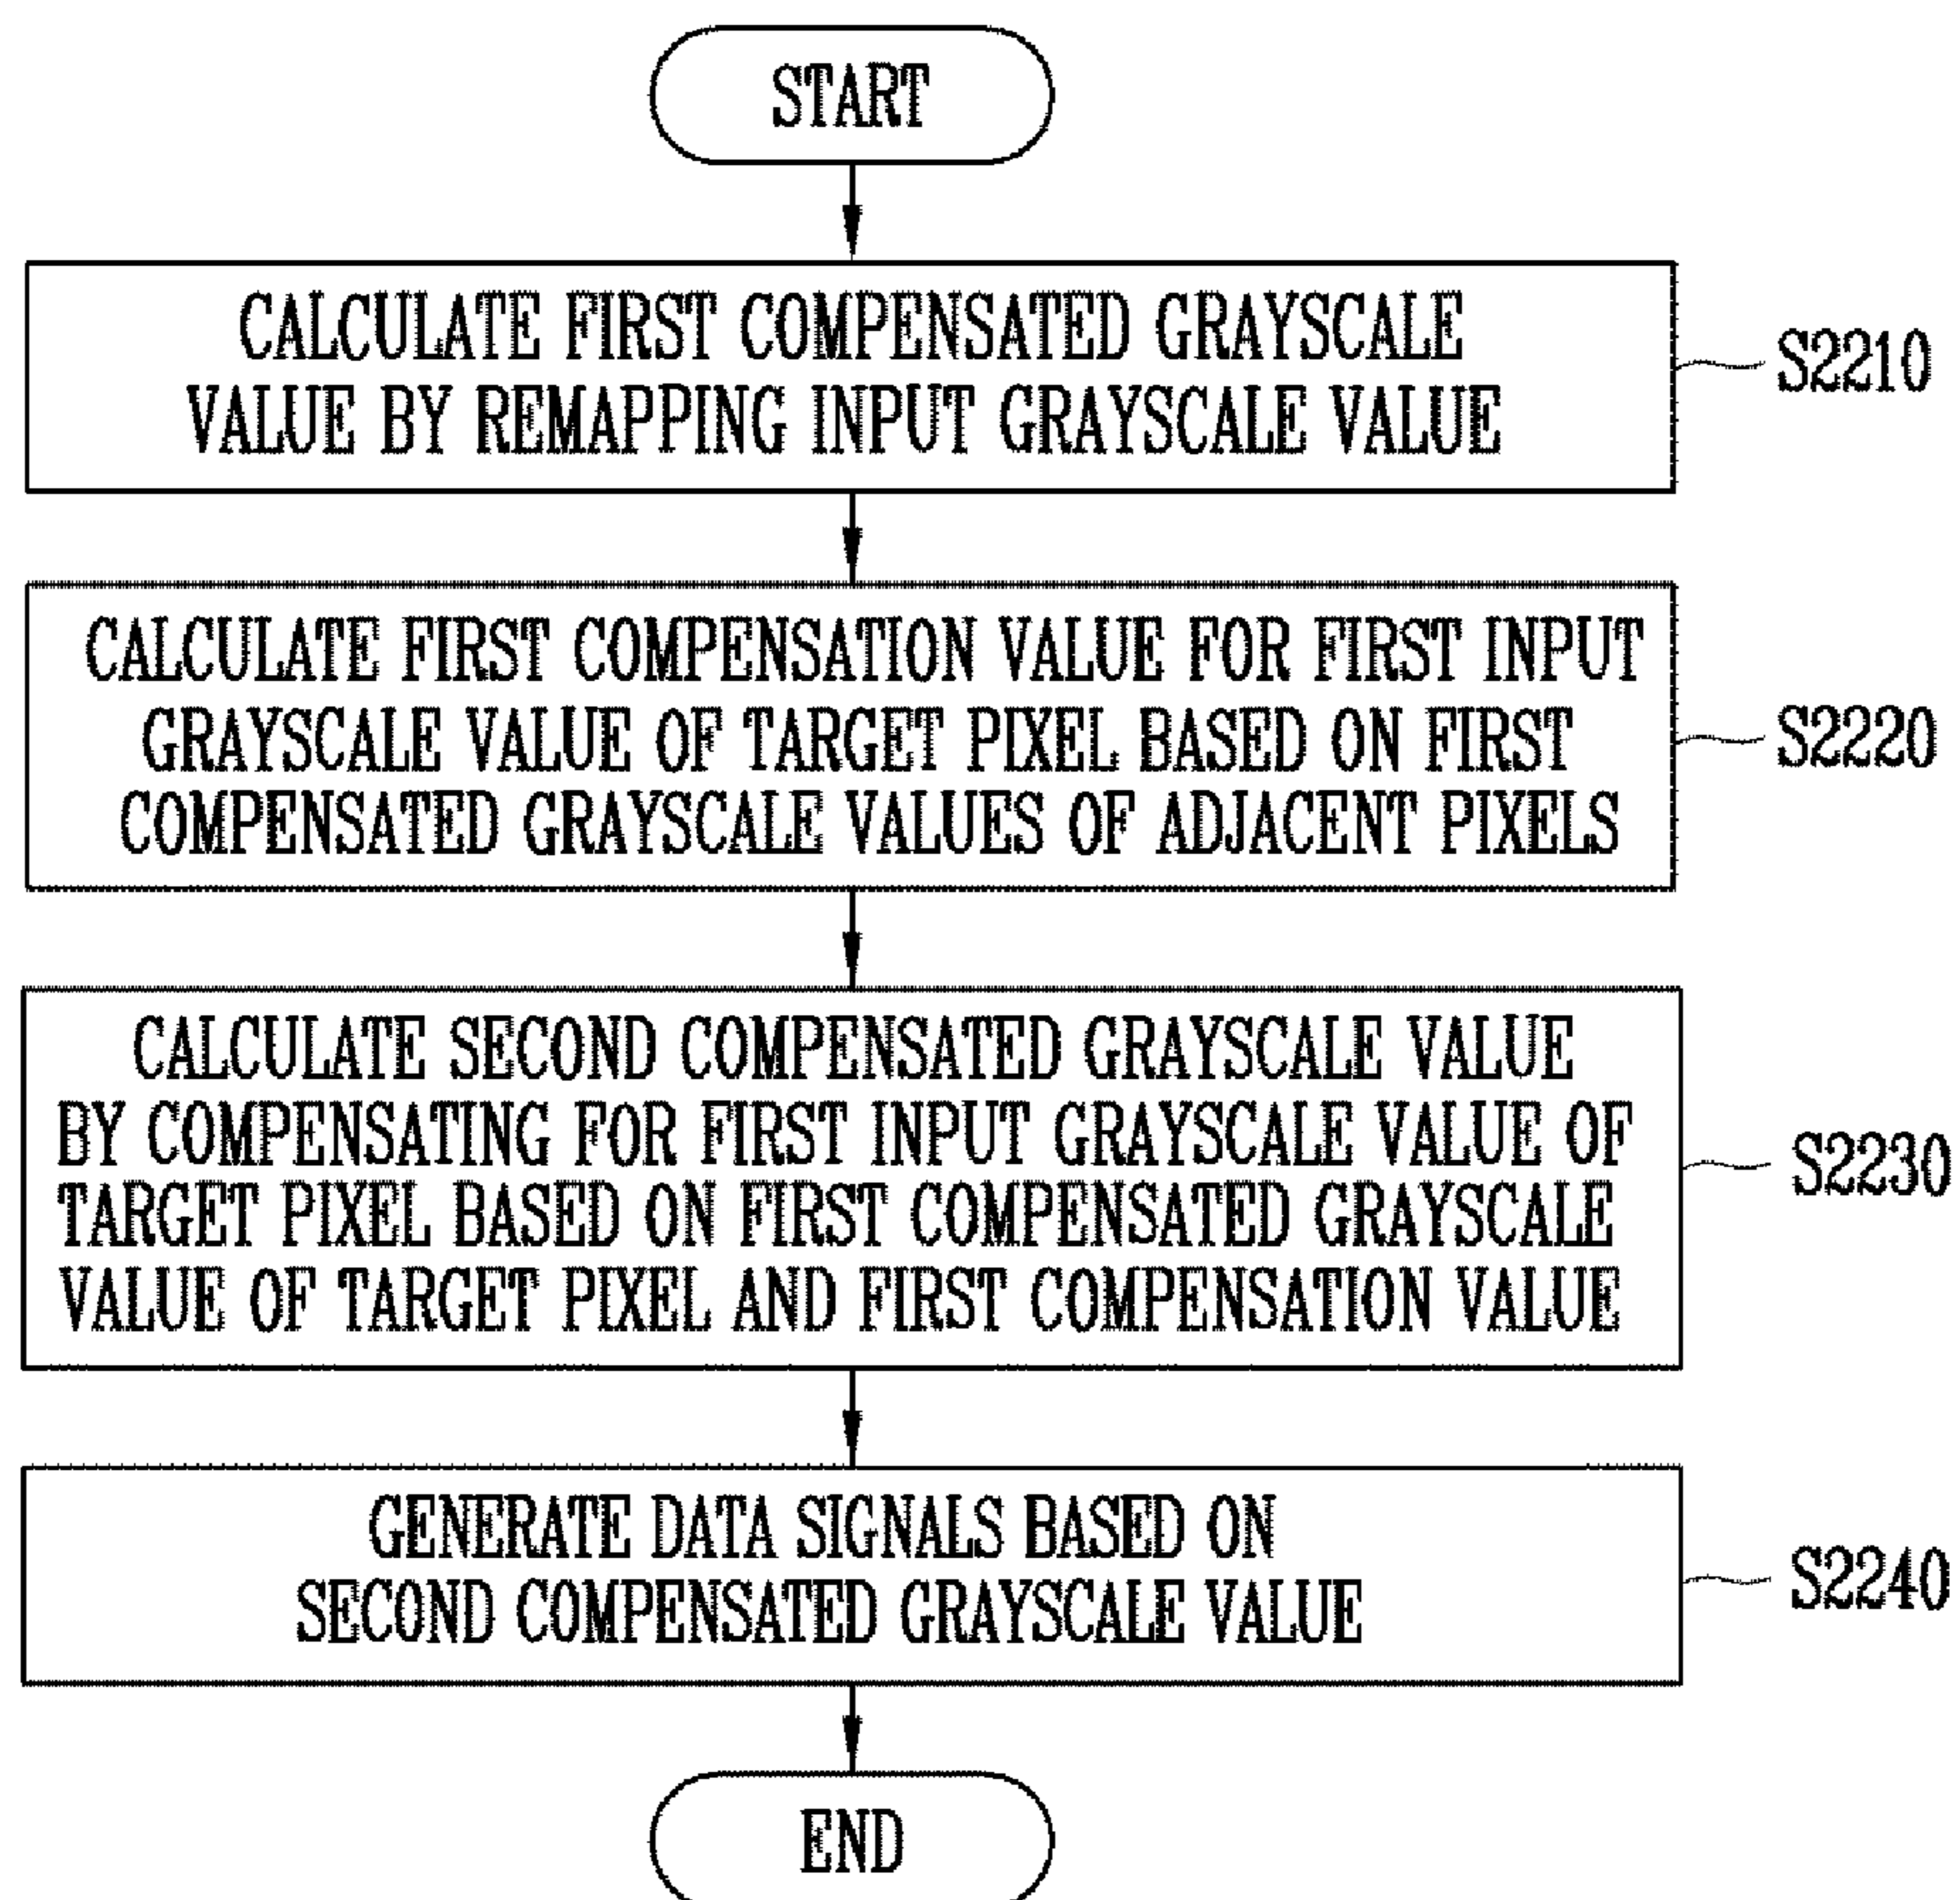 START
CALCULATE FIRST COMPENSATED GRAYSCALE
VALUE BY REMAPPING INPUT GRAYSCALE VALUE
S2210
CALCULATE FIRST COMPENSATION VALUE FOR FIRST INPUT
GRAYSCALE VALUE OF TARGET PIXEL BASED ON FIRST
COMPENSATED GRAYSCALE VALUES OF ADJACENT PIXELS
S2220
CALCULATE SECOND COMPENSATED GRAYSCALE VALUE
BY COMPENSATING FOR FIRST INPUT GRAYSCALE VALUE OF
TARGET PIXEL BASED ON FIRST COMPENSATED GRAYSCALE
VALUE OF TARGET PIXEL AND FIRST COMPENSATION VALUE
S2230
GENERATE DATA SIGNALS BASED ON
SECOND COMPENSATED GRAYSCALE VALUE
S2240
END